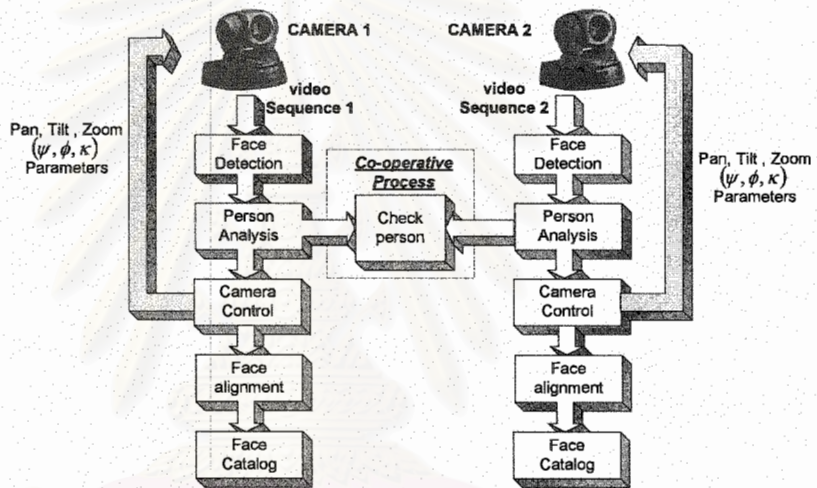 CAMERA 1
CAMERA 2
video
Sequence 1
video
Sequence 2
Pan, Tilt , Zoom
(ψ, φ, κ)
Parameters
Face
Detection
Co-operative
Process
Face
Detection
Pan, Tilt , Zoom
(ψ, φ, κ)
Parameters
Person
Analysis
Check
person
Person
Analysis
Camera
Control
Camera
Control
Face
alignment
Face
alignment
Face
Catalog
Face
Catalog